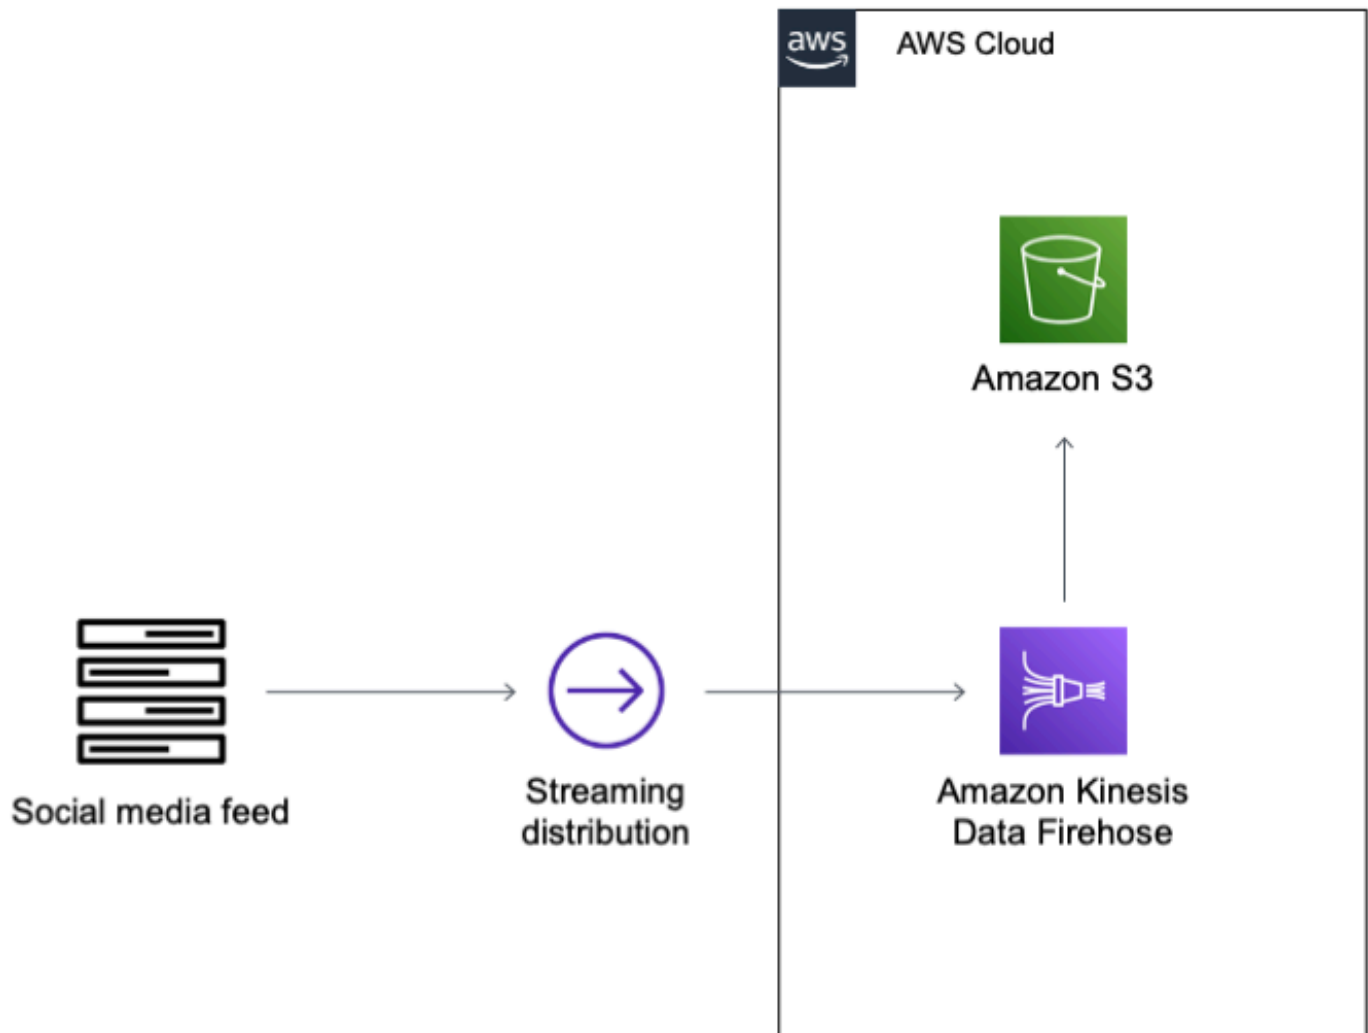 aws
AWS Cloud
Amazon S3
Social media feed
Streaming
distribution
Amazon Kinesis
Data Firehose